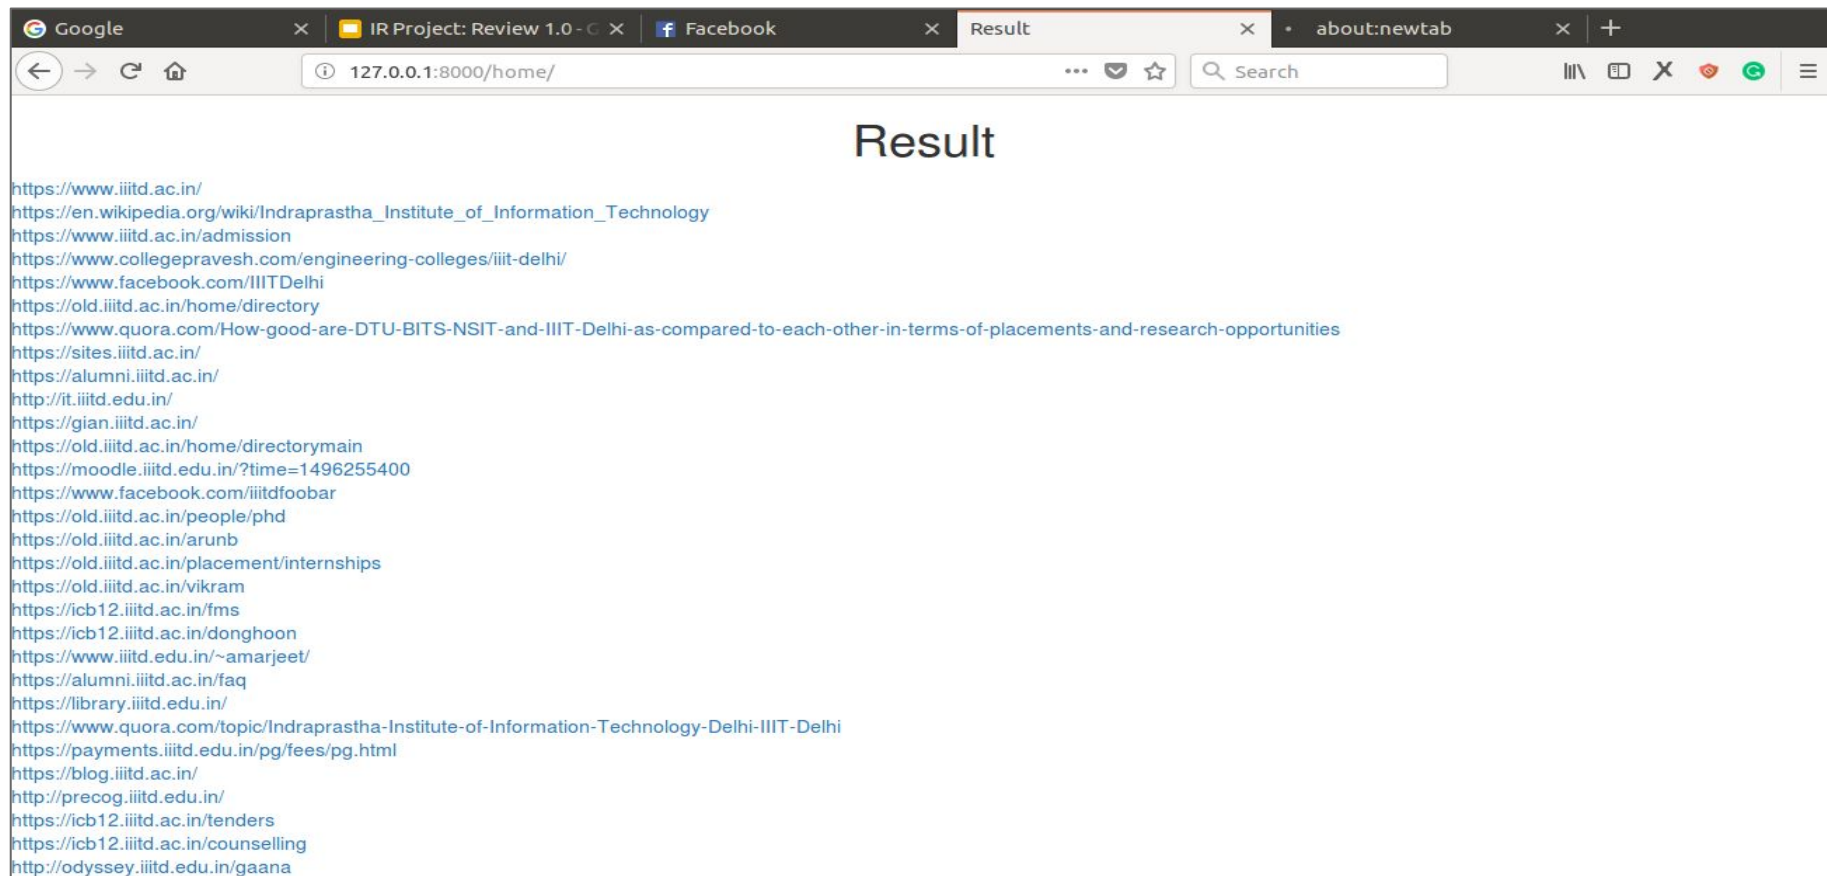 Google
IR Project: Review 1.0 - G
Facebook
Result
about:newtab
127.0.0.1:8000/home/
Search
Result
https://www.iiitd.ac.in/
https://en.wikipedia.org/wiki/Indraprastha_Institute_of_Information_Technology
https://www.iiitd.ac.in/admission
https://www.collegepravesh.com/engineering-colleges/iiit-delhi/
https://www.facebook.com/IIITDelhi
https://old.iiitd.ac.in/home/directory
https://www.quora.com/How-good-are-DTU-BITS-NSIT-and-IIIT-Delhi-as-compared-to-each-other-in-terms-of-placements-and-research-opportunities
https://sites.iiitd.ac.in/
https://alumni.iiitd.ac.in/
http://it.iiitd.edu.in/
https://gian.iiitd.ac.in/
https://old.iiitd.ac.in/home/directorymain
https://moodle.iiitd.edu.in/?time=1496255400
https://www.facebook.com/iiitdfoobar
https://old.iiitd.ac.in/people/phd
https://old.iiitd.ac.in/arunb
https://old.iiitd.ac.in/placement/internships
https://old.iiitd.ac.in/vikram
https://icb12.iiitd.ac.in/fms
https://icb12.iiitd.ac.in/donghoon
https://www.iiitd.edu.in/~amarjeet/
https://alumni.iiitd.ac.in/faq
https://library.iiitd.edu.in/
https://www.quora.com/topic/Indraprastha-Institute-of-Information-Technology-Delhi-IIIT-Delhi
https://payments.iiitd.edu.in/pg/fees/pg.html
https://blog.iiitd.ac.in/
http://precog.iiitd.edu.in/
https://icb12.iiitd.ac.in/tenders
https://icb12.iiitd.ac.in/counselling
http://odyssey.iiitd.edu.in/gaana